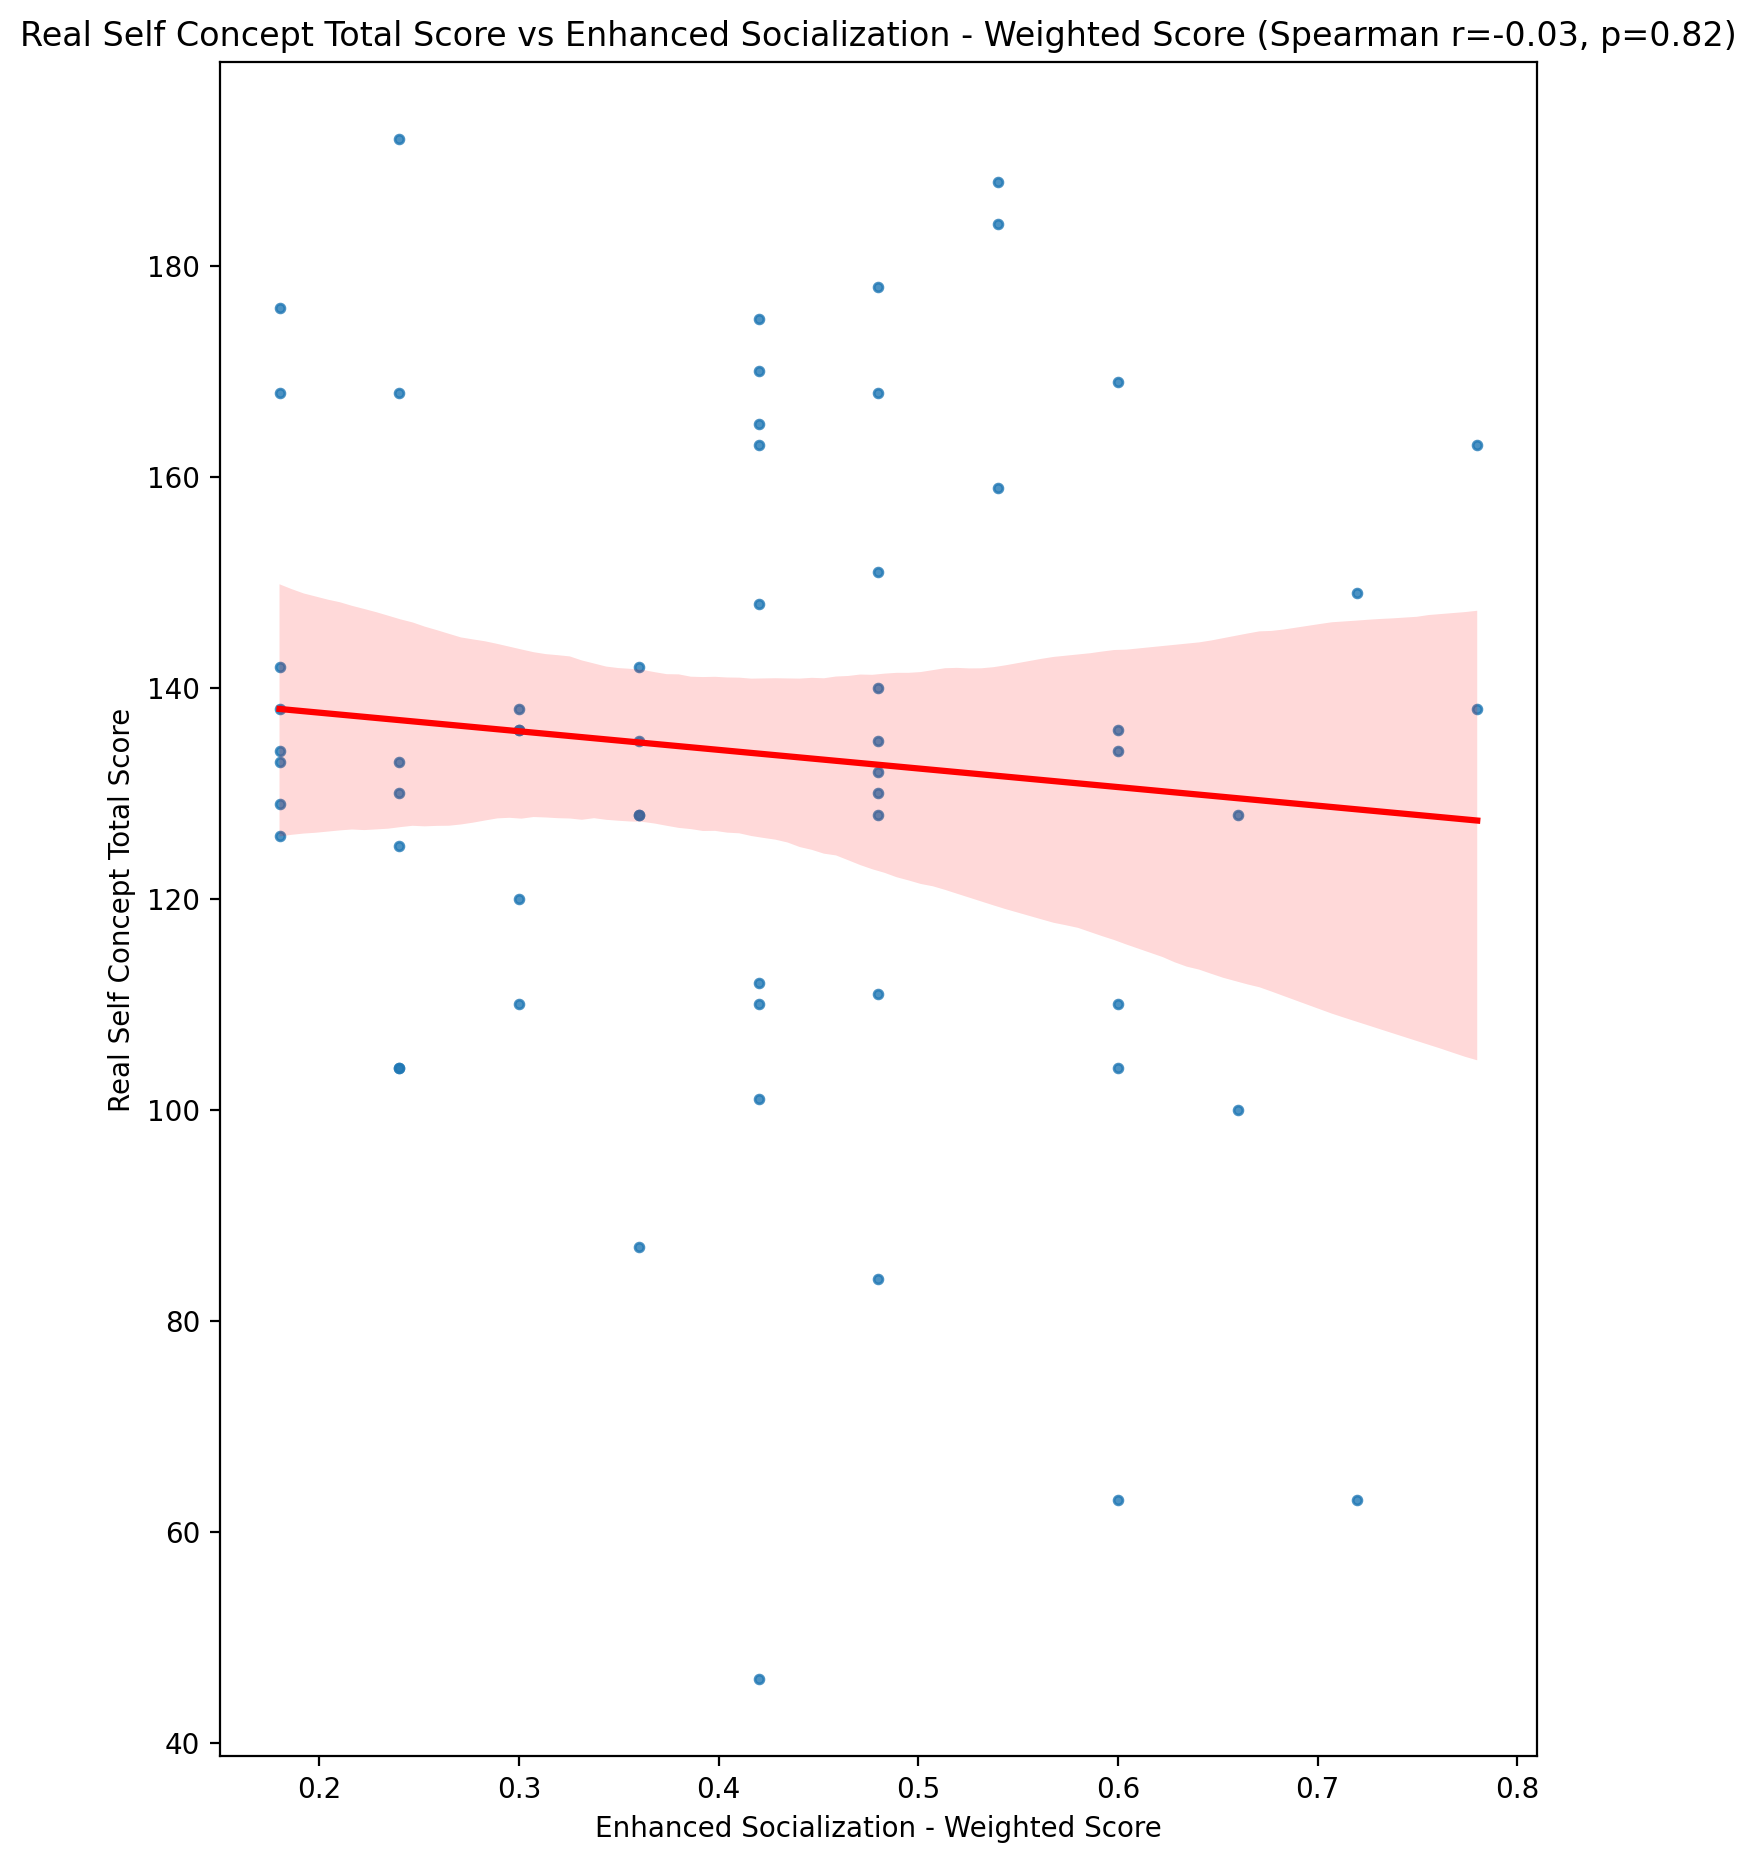 Real Self Concept Total Score vs Enhanced Socialization - Weighted Score (Spearman r=-0.03, p=0.82)
Real Self Concept Total Score
180
160
140
120
100
80
60
40
0.2 0.3 0.4 0.5 0.6 0.7 0.8
Enhanced Socialization - Weighted Score